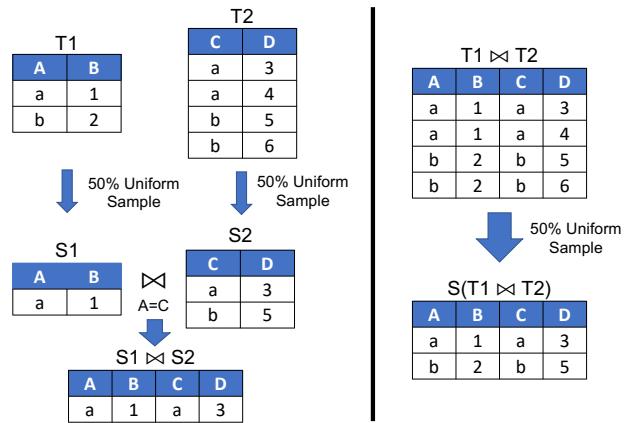 T1
A B
a 1
b 2
T2
C D
a 3
a 4
b 5
b 6
50% Uniform
Sample
50% Uniform
Sample
S1
A B
a 1
⋈
A=C
S2
C D
a 3
b 5
S1 ⋈ S2
A B C D
a 1 a 3
T1 ⋈ T2
A B C D
a 1 a 3
a 1 a 4
b 2 b 5
b 2 b 6
50% Uniform
Sample
S(T1 ⋈ T2)
A B C D
a 1 a 3
b 2 b 5